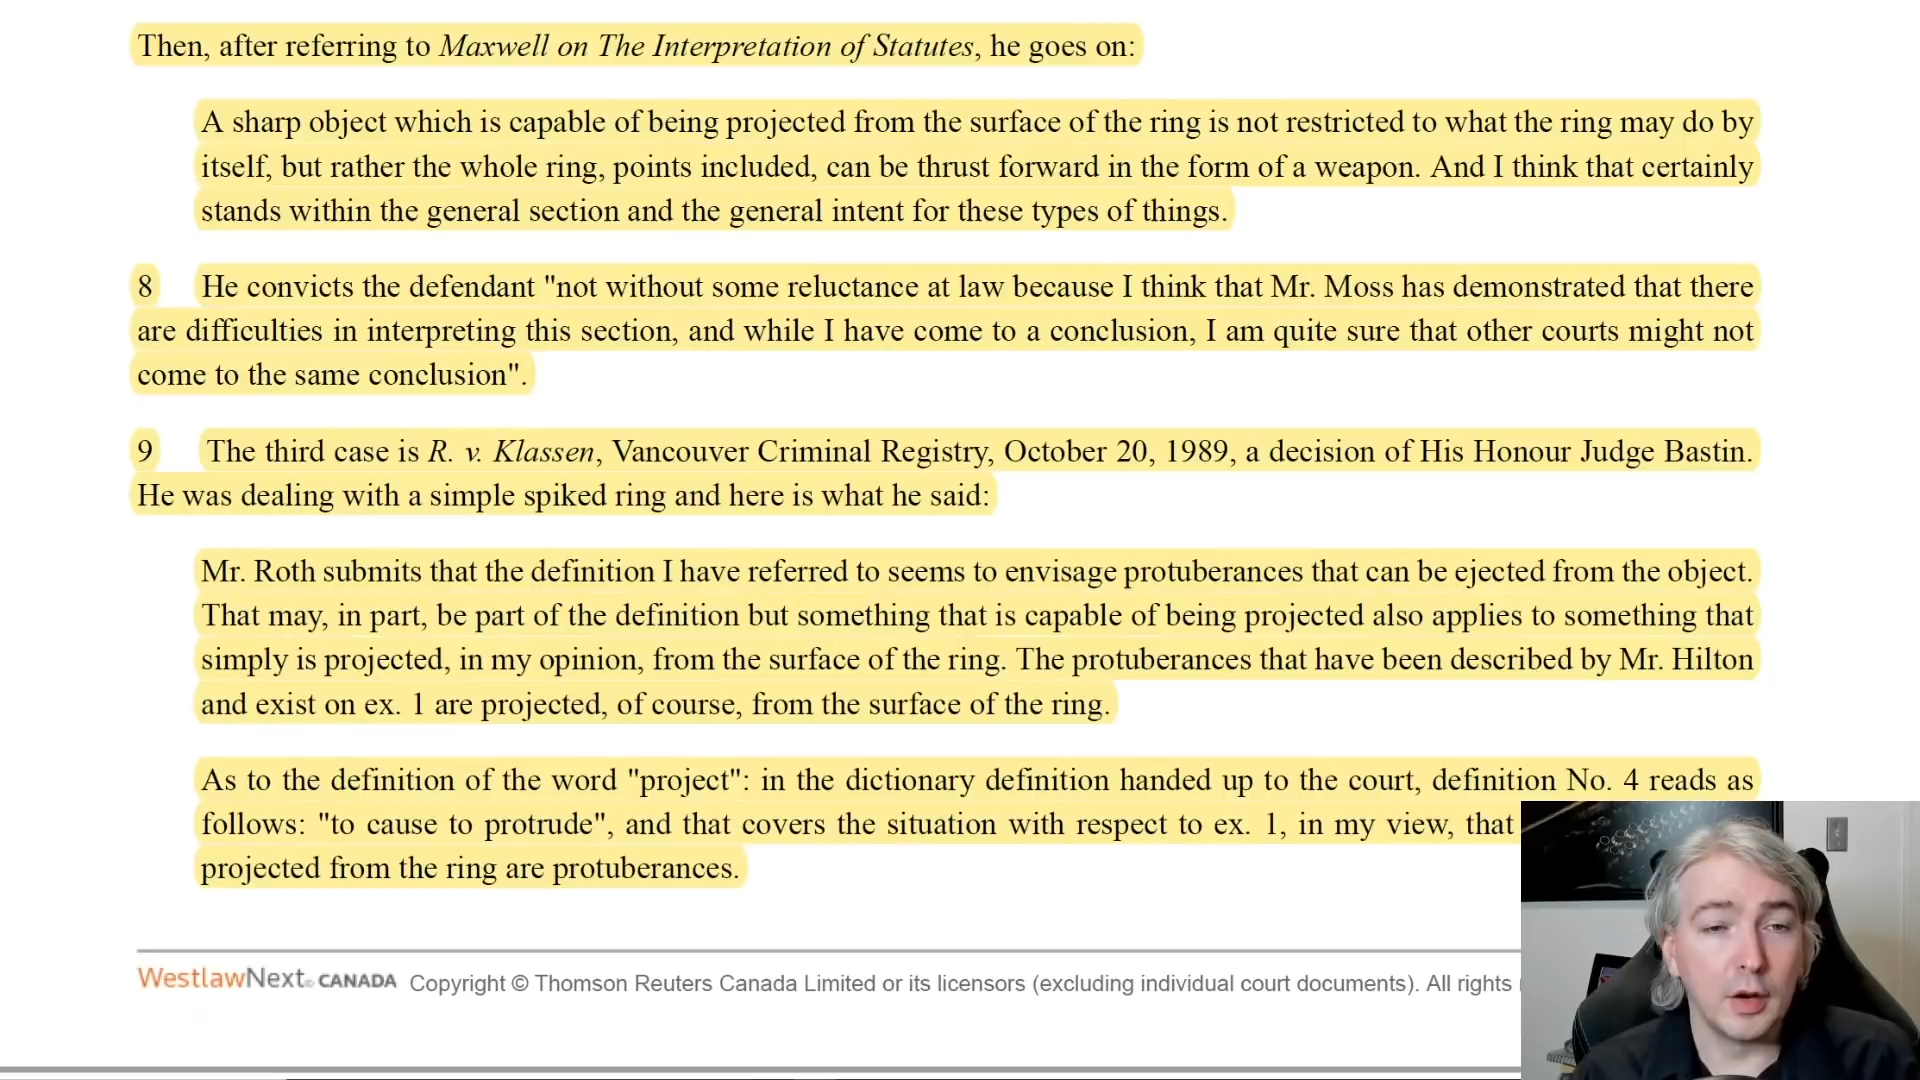 Then, after referring to Maxwell on The Interpretation of Statutes, he goes on:
A sharp object which is capable of being projected from the surface of the ring is not restricted to what the ring may do by
itself, but rather the whole ring, points included, can be thrust forward in the form of a weapon. And I think that certainly
stands within the general section and the general intent for these types of things.
8 He convicts the defendant "not without some reluctance at law because I think that Mr. Moss has demonstrated that there
are difficulties in interpreting this section, and while I have come to a conclusion, I am quite sure that other courts might not
come to the same conclusion".
9 The third case is R. v. Klassen, Vancouver Criminal Registry, October 20, 1989, a decision of His Honour Judge Bastin.
He was dealing with a simple spiked ring and here is what he said:
Mr. Roth submits that the definition I have referred to seems to envisage protuberances that can be ejected from the object.
That may, in part, be part of the definition but something that is capable of being projected also applies to something that
simply is projected, in my opinion, from the surface of the ring. The protuberances that have been described by Mr. Hilton
and exist on ex. 1 are projected, of course, from the surface of the ring.
As to the definition of the word "project": in the dictionary definition handed up to the court, definition No. 4 reads as
follows: "to cause to protrude", and that covers the situation with respect to ex. 1, in my view, that
projected from the ring are protuberances.
WestlawNext CANADA Copyright © Thomson Reuters Canada Limited or its licensors (excluding individual court documents). All rights